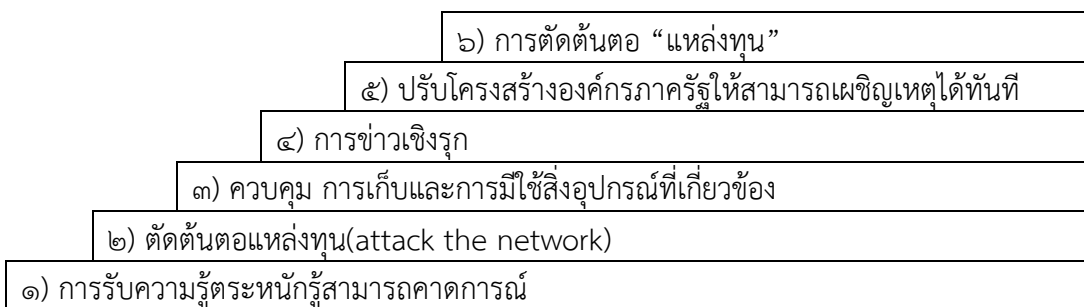 ๖) การตัดต้นตอ “แหล่งทุน”
๕) ปรับโครงสร้างองค์กรภาครัฐให้สามารถเผชิญเหตุได้ทันที
๔) การข่าวเชิงรุก
๓) ควบคุม การเก็บและการมีใช้สิ่งอุปกรณ์ที่เกี่ยวข้อง
๒) ตัดต้นตอแหล่งทุน(attack the network)
๑) การรับความรู้ตระหนักรู้สามารถคาดการณ์